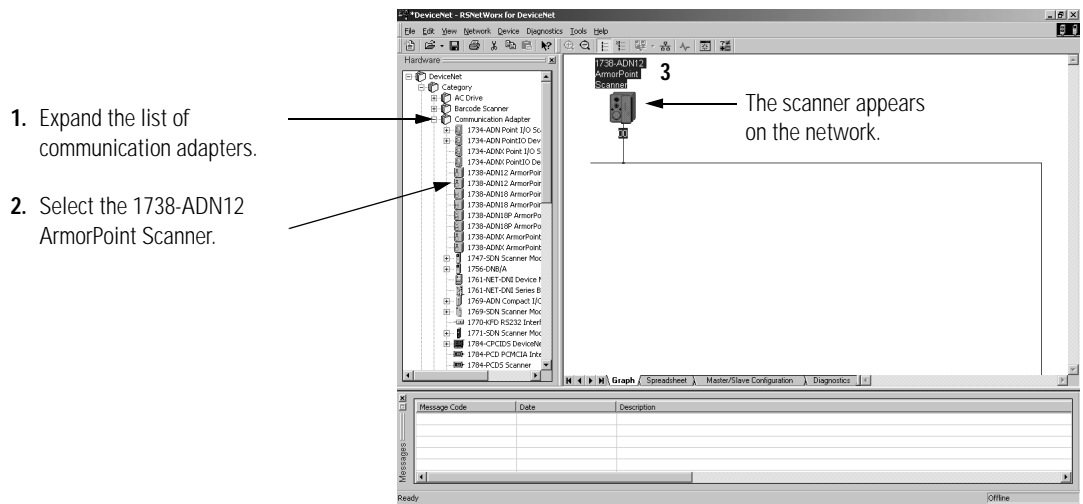 *DeviceNet - RSNetWorx for DeviceNet
File Edit View Network Device Diagnostics Tools Help
Hardware
DeviceNet
Category
AC Drive
Barcode Scanner
Communication Adapter
1734-ADN Point I/O Sc
1734-ADN PointIO Dev
1734-ADNX Point I/O S
1734-ADNX PointIO De
1738-ADN12 ArmorPoin
1738-ADN12 ArmorPoin
1738-ADN18 ArmorPoin
1738-ADN18 ArmorPoin
1738-ADN18P ArmorPo
1738-ADN18P ArmorPo
1738-ADNX ArmorPoint
1738-ADNX ArmorPoint
1747-SDN Scanner Moc
1756-DNB/A
1761-NET-DNI Device N
1761-NET-DNI Series B
1769-ADN Compact I/O
1769-SDN Scanner Moc
1770-KFD RS232 Interf
1771-SDN Scanner Moc
1784-CPCIDS DeviceNe
1784-PCD PCMCIA Inte
1784-PCDS Scanner
1738-ADN12
ArmorPoint
Scanner
3
The scanner appears
on the network.
1. Expand the list of
communication adapters.
2. Select the 1738-ADN12
ArmorPoint Scanner.
Graph Spreadsheet Master/Slave Configuration Diagnostics
Messages
Message Code Date Description
Ready Offline